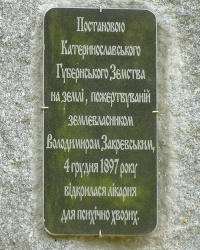 Постановою
Катеринославського
Губернського Земства
на землі, пожертвуваній
землевласником
Володимиром Закревським,
4 грудня 1897 року
відкрилася лікарня
для психічно хворих.